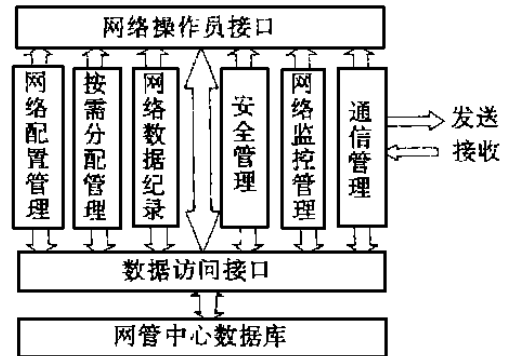 网络操作员接口
网络配置管理
按需分配管理
网络数据纪录
安全管理
网络监控管理
通信管理
发送
接收
数据访问接口
网管中心数据库